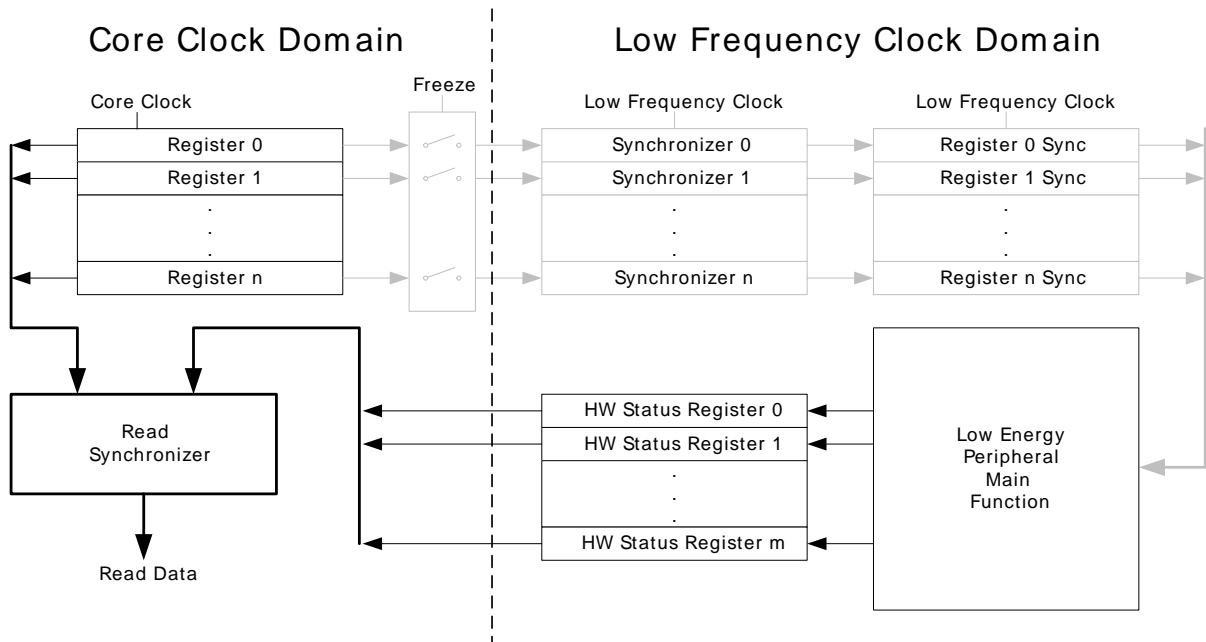 Core Clock Domain
Low Frequency Clock Domain
Freeze
Core Clock
Low Frequency Clock
Low Frequency Clock
Register 0
Synchronizer 0
Register 0 Sync
Register 1
Synchronizer 1
Register 1 Sync
.
.
.
.
.
.
.
.
.
Register n
Synchronizer n
Register n Sync
HW Status Register 0
HW Status Register 1
.
.
.
HW Status Register m
Read
Synchronizer
Low Energy
Peripheral
Main
Function
Read Data